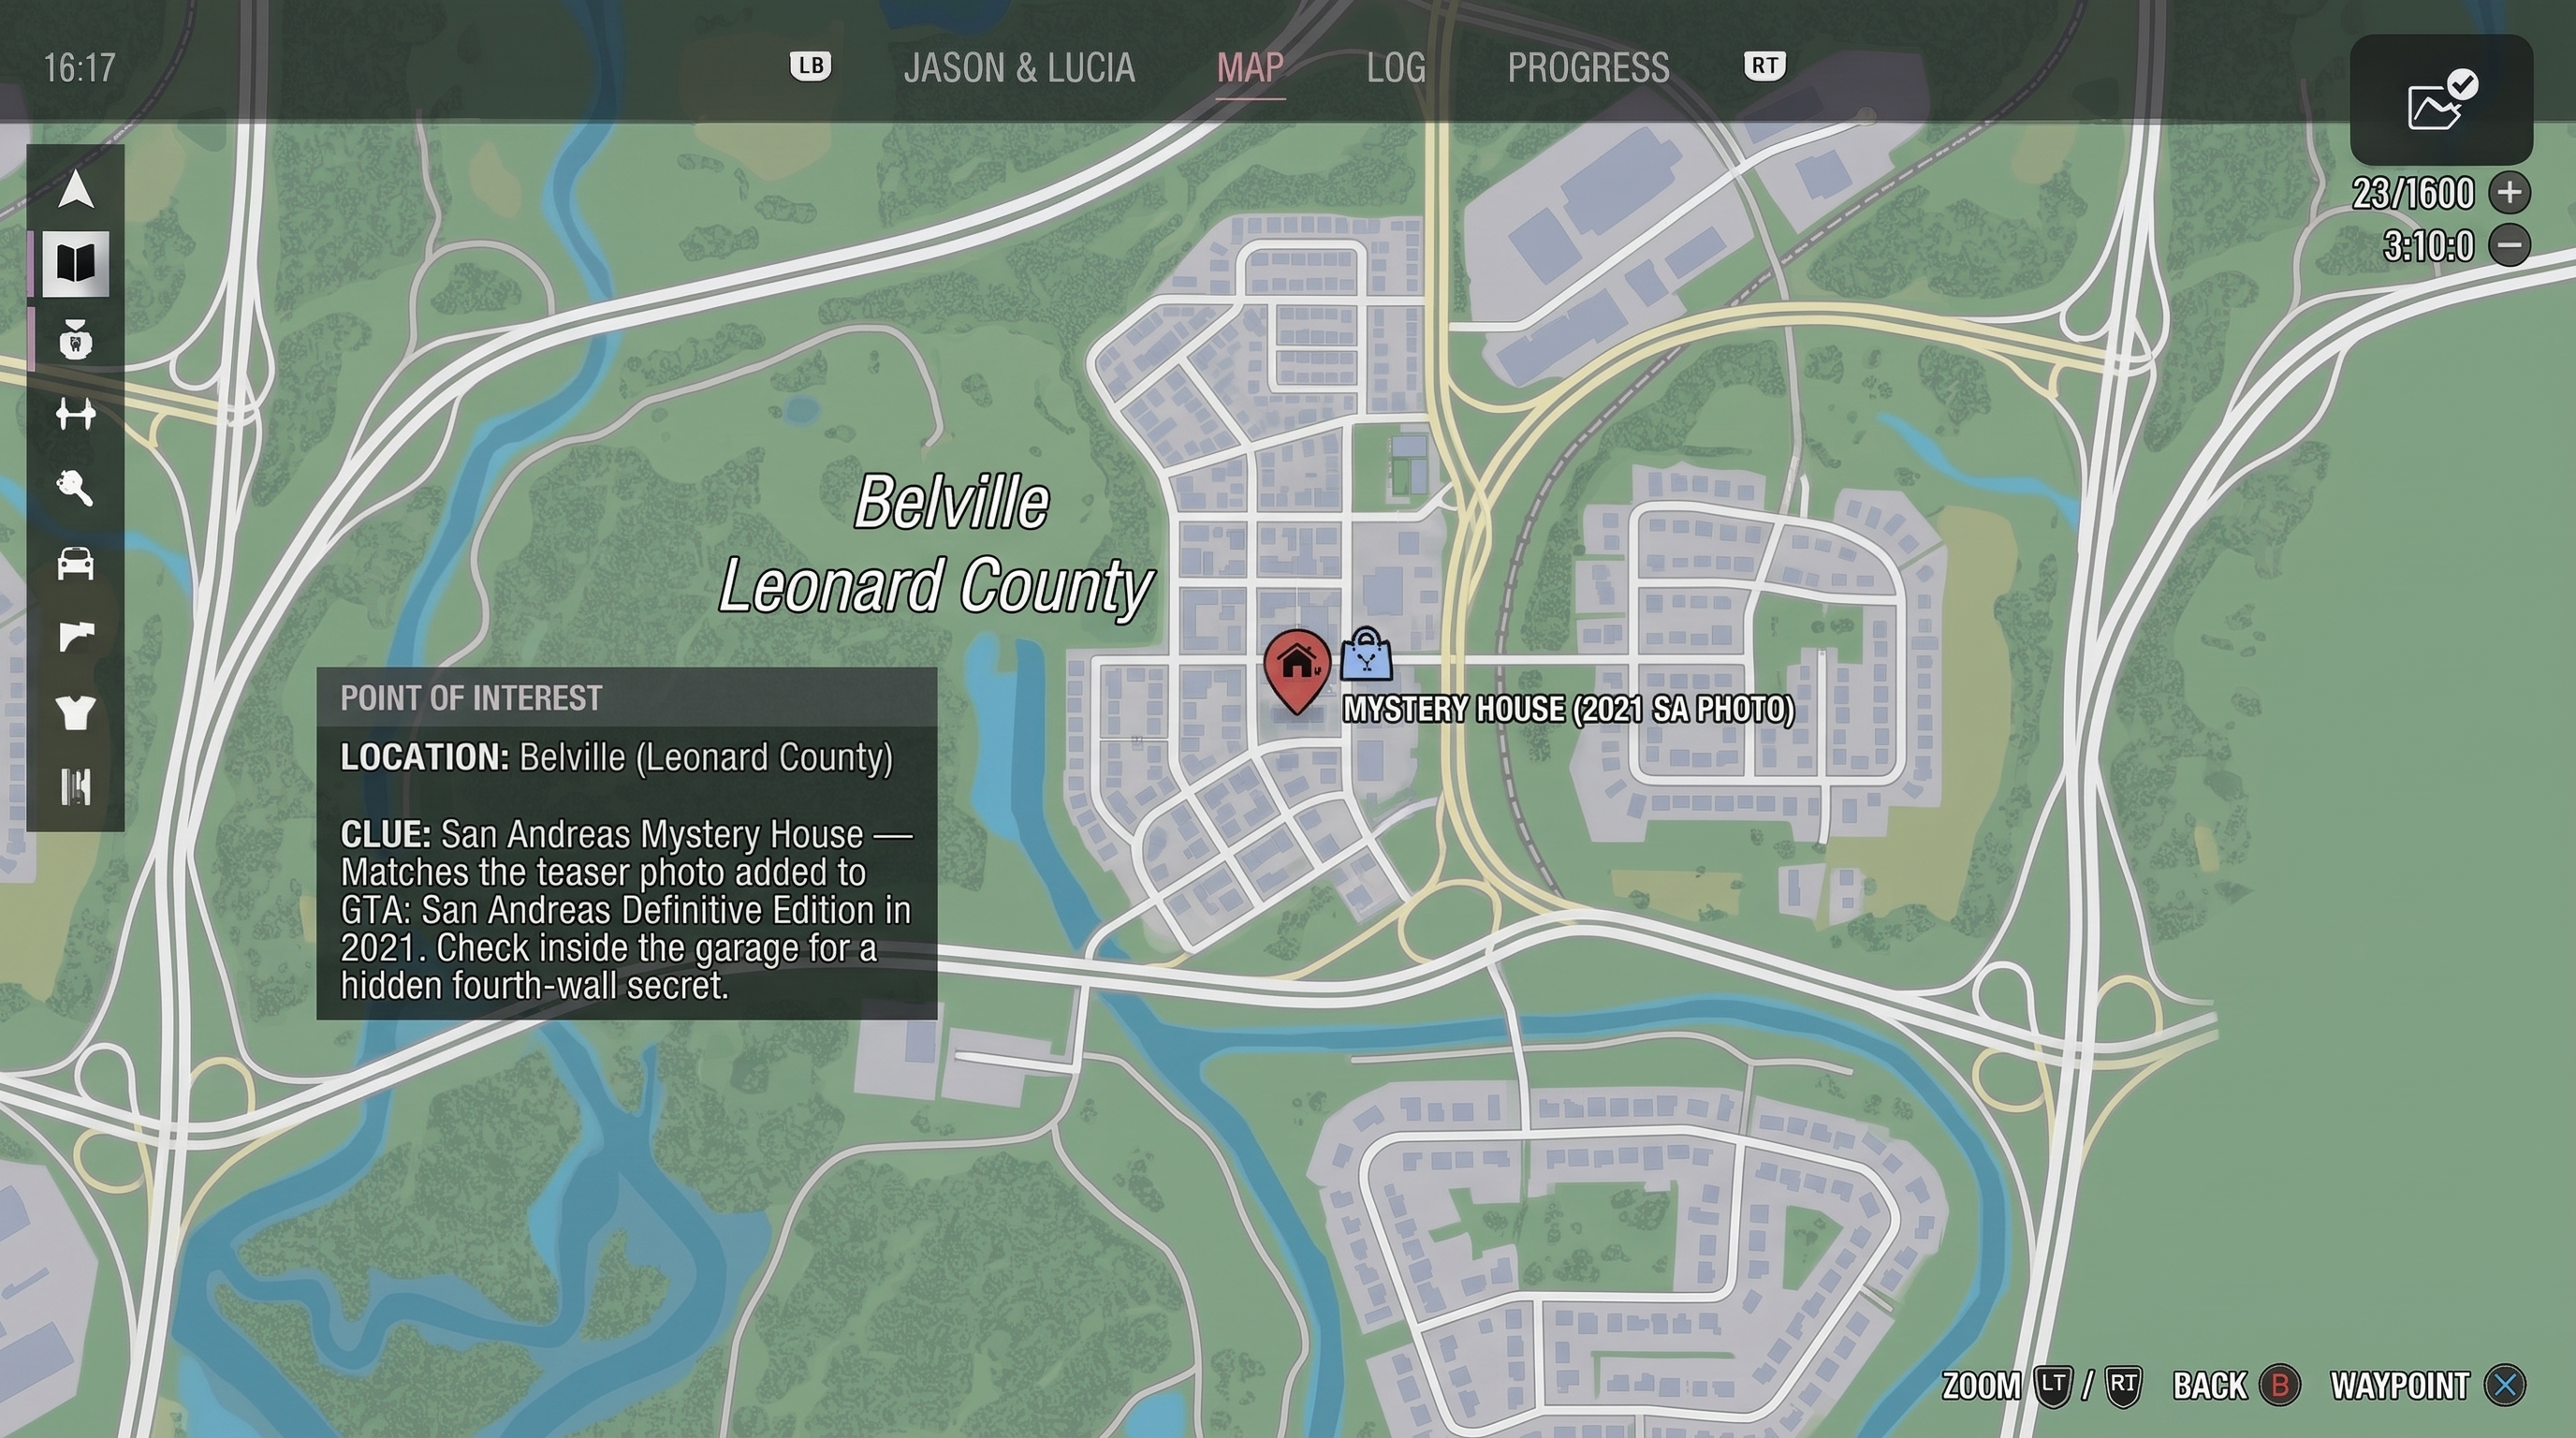 16:17
LB JASON & LUCIA MAP LOG PROGRESS RT
23/1600 +
3:10:0 −
Belville
Leonard County
MYSTERY HOUSE (2021 SA PHOTO)
POINT OF INTEREST
LOCATION: Belville (Leonard County)
CLUE: San Andreas Mystery House —
Matches the teaser photo added to
GTA: San Andreas Definitive Edition in
2021. Check inside the garage for a
hidden fourth-wall secret.
ZOOM LT / RT BACK B WAYPOINT X